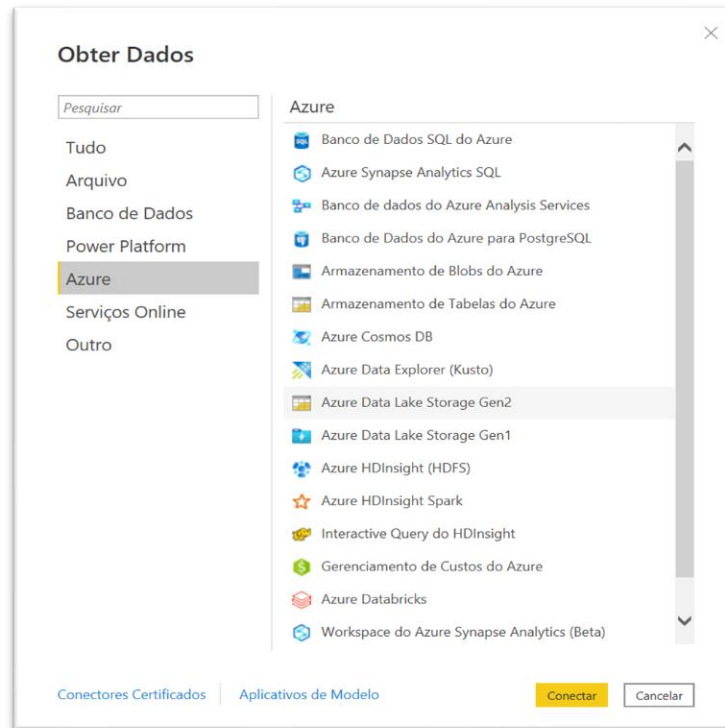 Obter Dados
Pesquisar
Tudo
Arquivo
Banco de Dados
Power Platform
Azure
Serviços Online
Outro
Azure
Banco de Dados SQL do Azure
Azure Synapse Analytics SQL
Banco de dados do Azure Analysis Services
Banco de Dados do Azure para PostgreSQL
Armazenamento de Blobs do Azure
Armazenamento de Tabelas do Azure
Azure Cosmos DB
Azure Data Explorer (Kusto)
Azure Data Lake Storage Gen2
Azure Data Lake Storage Gen1
Azure HDInsight (HDFS)
Azure HDInsight Spark
Interactive Query do HDInsight
Gerenciamento de Custos do Azure
Azure Databricks
Workspace do Azure Synapse Analytics (Beta)
Conectores Certificados
Aplicativos de Modelo
Conectar
Cancelar